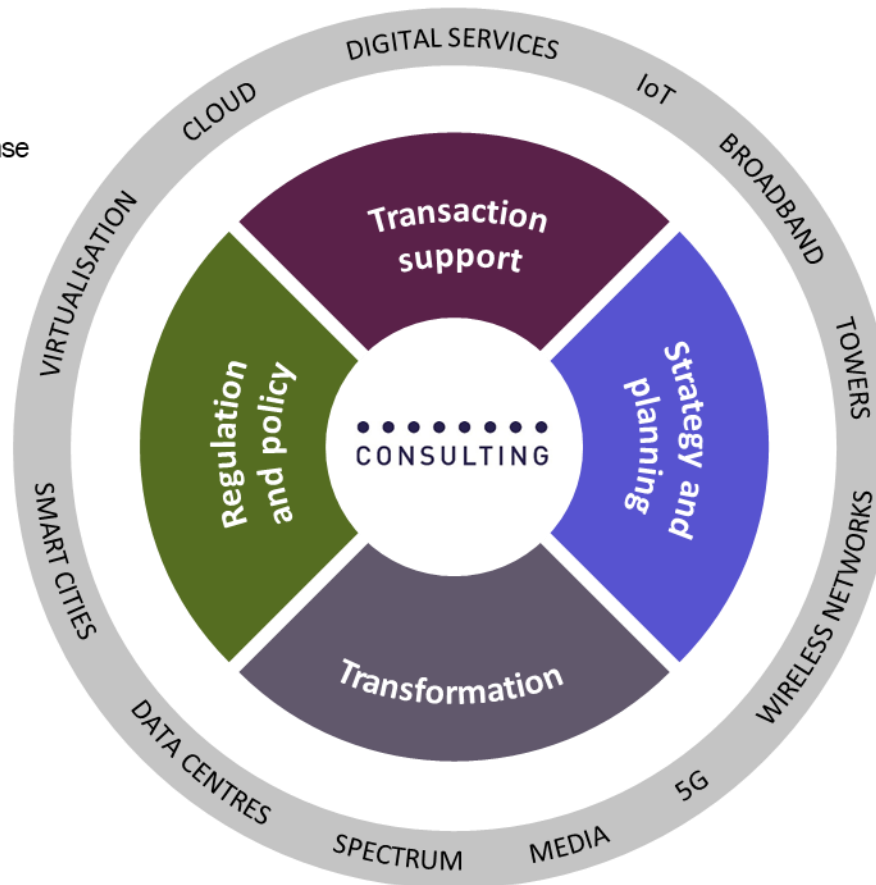 DIGITAL SERVICES
IoT
BROADBAND
TOWERS
WIRELESS NETWORKS
5G
MEDIA
SPECTRUM
DATA CENTRES
SMART CITIES
VIRTUALISATION
CLOUD
Transaction
support
Strategy and
planning
Transformation
Regulation
and policy
CONSULTING